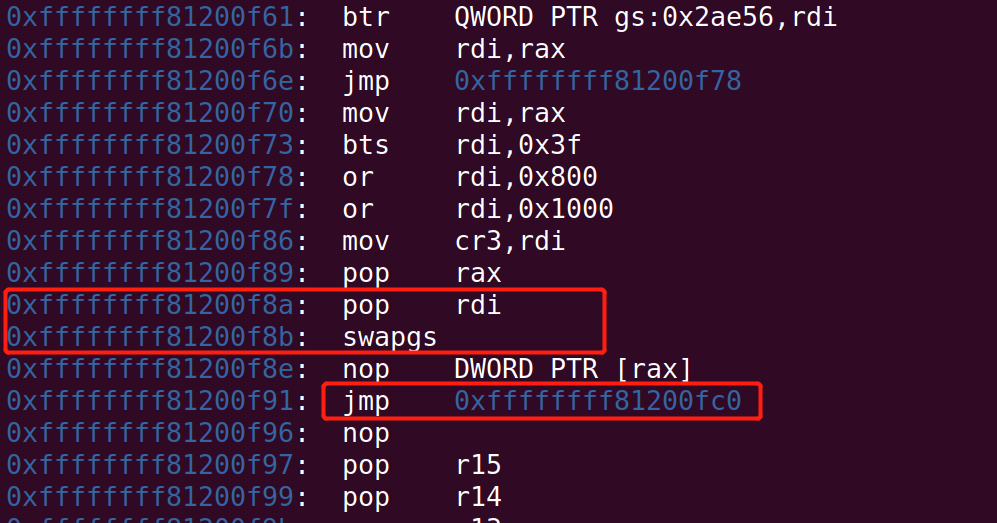 0xffffffff81200f61: btr QWORD PTR gs:0x2ae56,rdi
0xffffffff81200f6b: mov rdi,rax
0xffffffff81200f6e: jmp 0xffffffff81200f78
0xffffffff81200f70: mov rdi,rax
0xffffffff81200f73: bts rdi,0x3f
0xffffffff81200f78: or rdi,0x800
0xffffffff81200f7f: or rdi,0x1000
0xffffffff81200f86: mov cr3,rdi
0xffffffff81200f89: pop rax
0xffffffff81200f8a: pop rdi
0xffffffff81200f8b: swapgs
0xffffffff81200f8e: nop DWORD PTR [rax]
0xffffffff81200f91: jmp 0xffffffff81200fc0
0xffffffff81200f96: nop
0xffffffff81200f97: pop r15
0xffffffff81200f99: pop r14